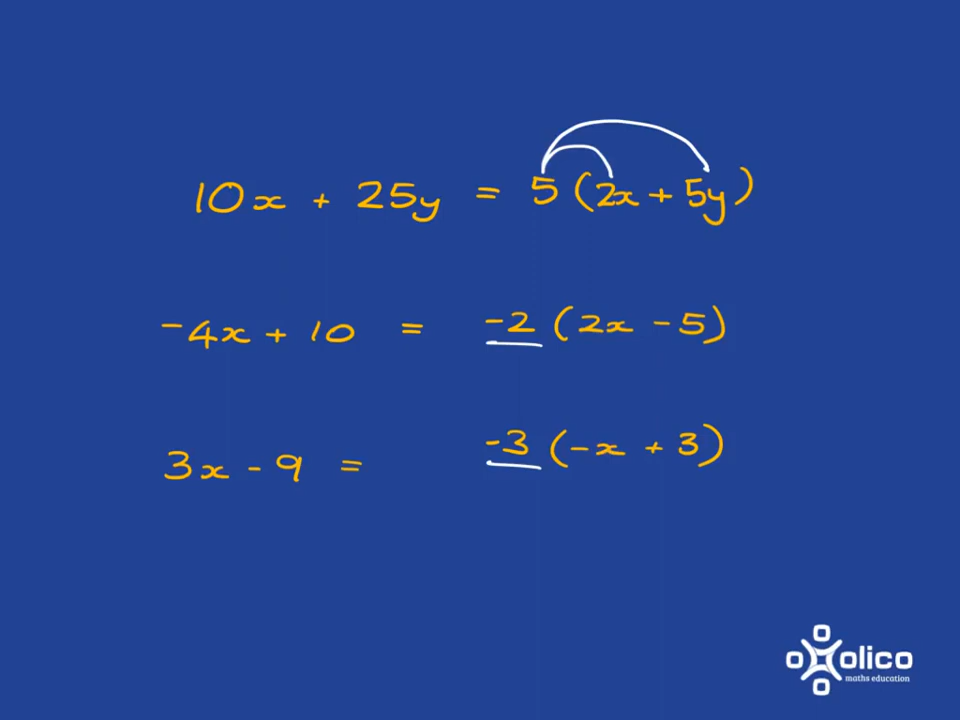 10x + 25y = 5 (2x + 5y)
-4x + 10 = -2 (2x - 5)
3x - 9 = -3 (-x + 3)
olico
maths education